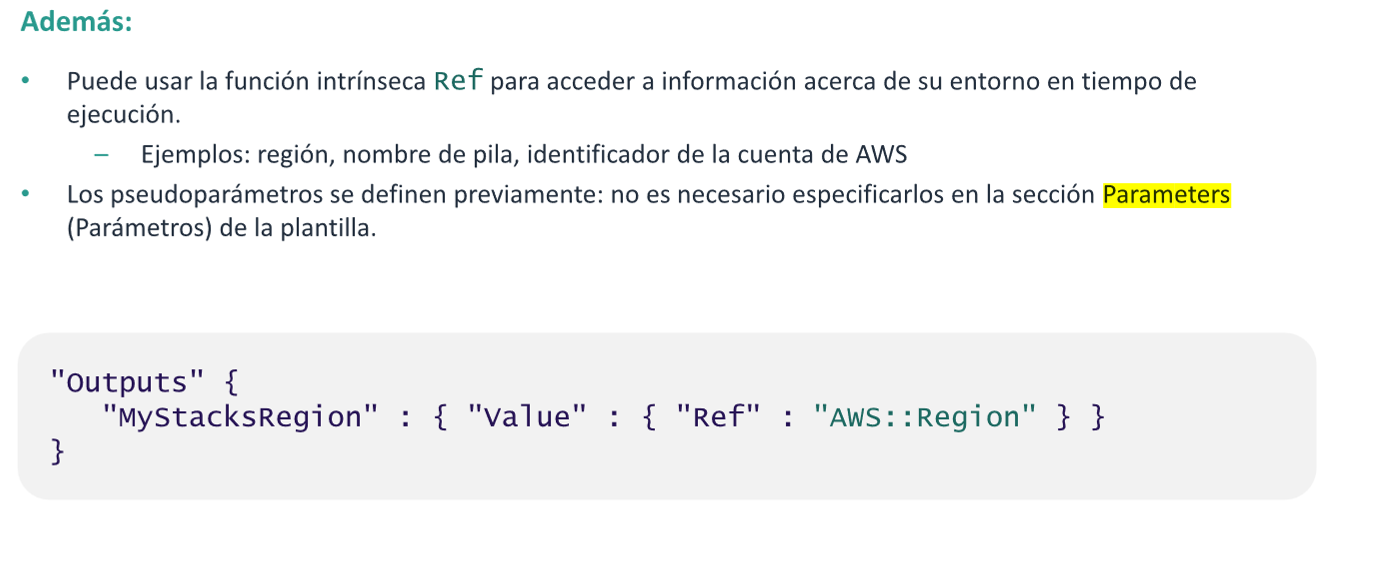 Además:
• Puede usar la función intrínseca Ref para acceder a información acerca de su entorno en tiempo de
ejecución.
– Ejemplos: región, nombre de pila, identificador de la cuenta de AWS
• Los pseudoparámetros se definen previamente: no es necesario especificarlos en la sección Parameters
(Parámetros) de la plantilla.
"Outputs" {
"MyStacksRegion" : { "Value" : { "Ref" : "AWS::Region" } }
}